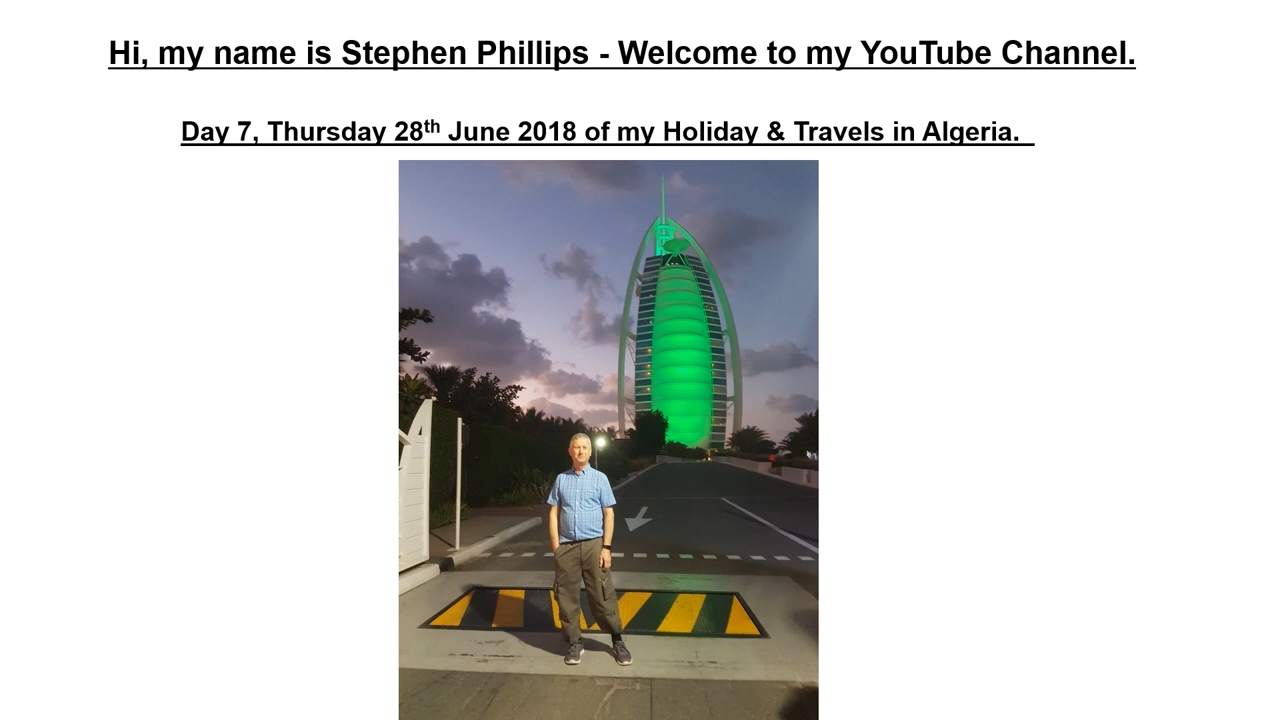 Hi, my name is Stephen Phillips - Welcome to my YouTube Channel.
Day 7, Thursday 28th June 2018 of my Holiday & Travels in Algeria.